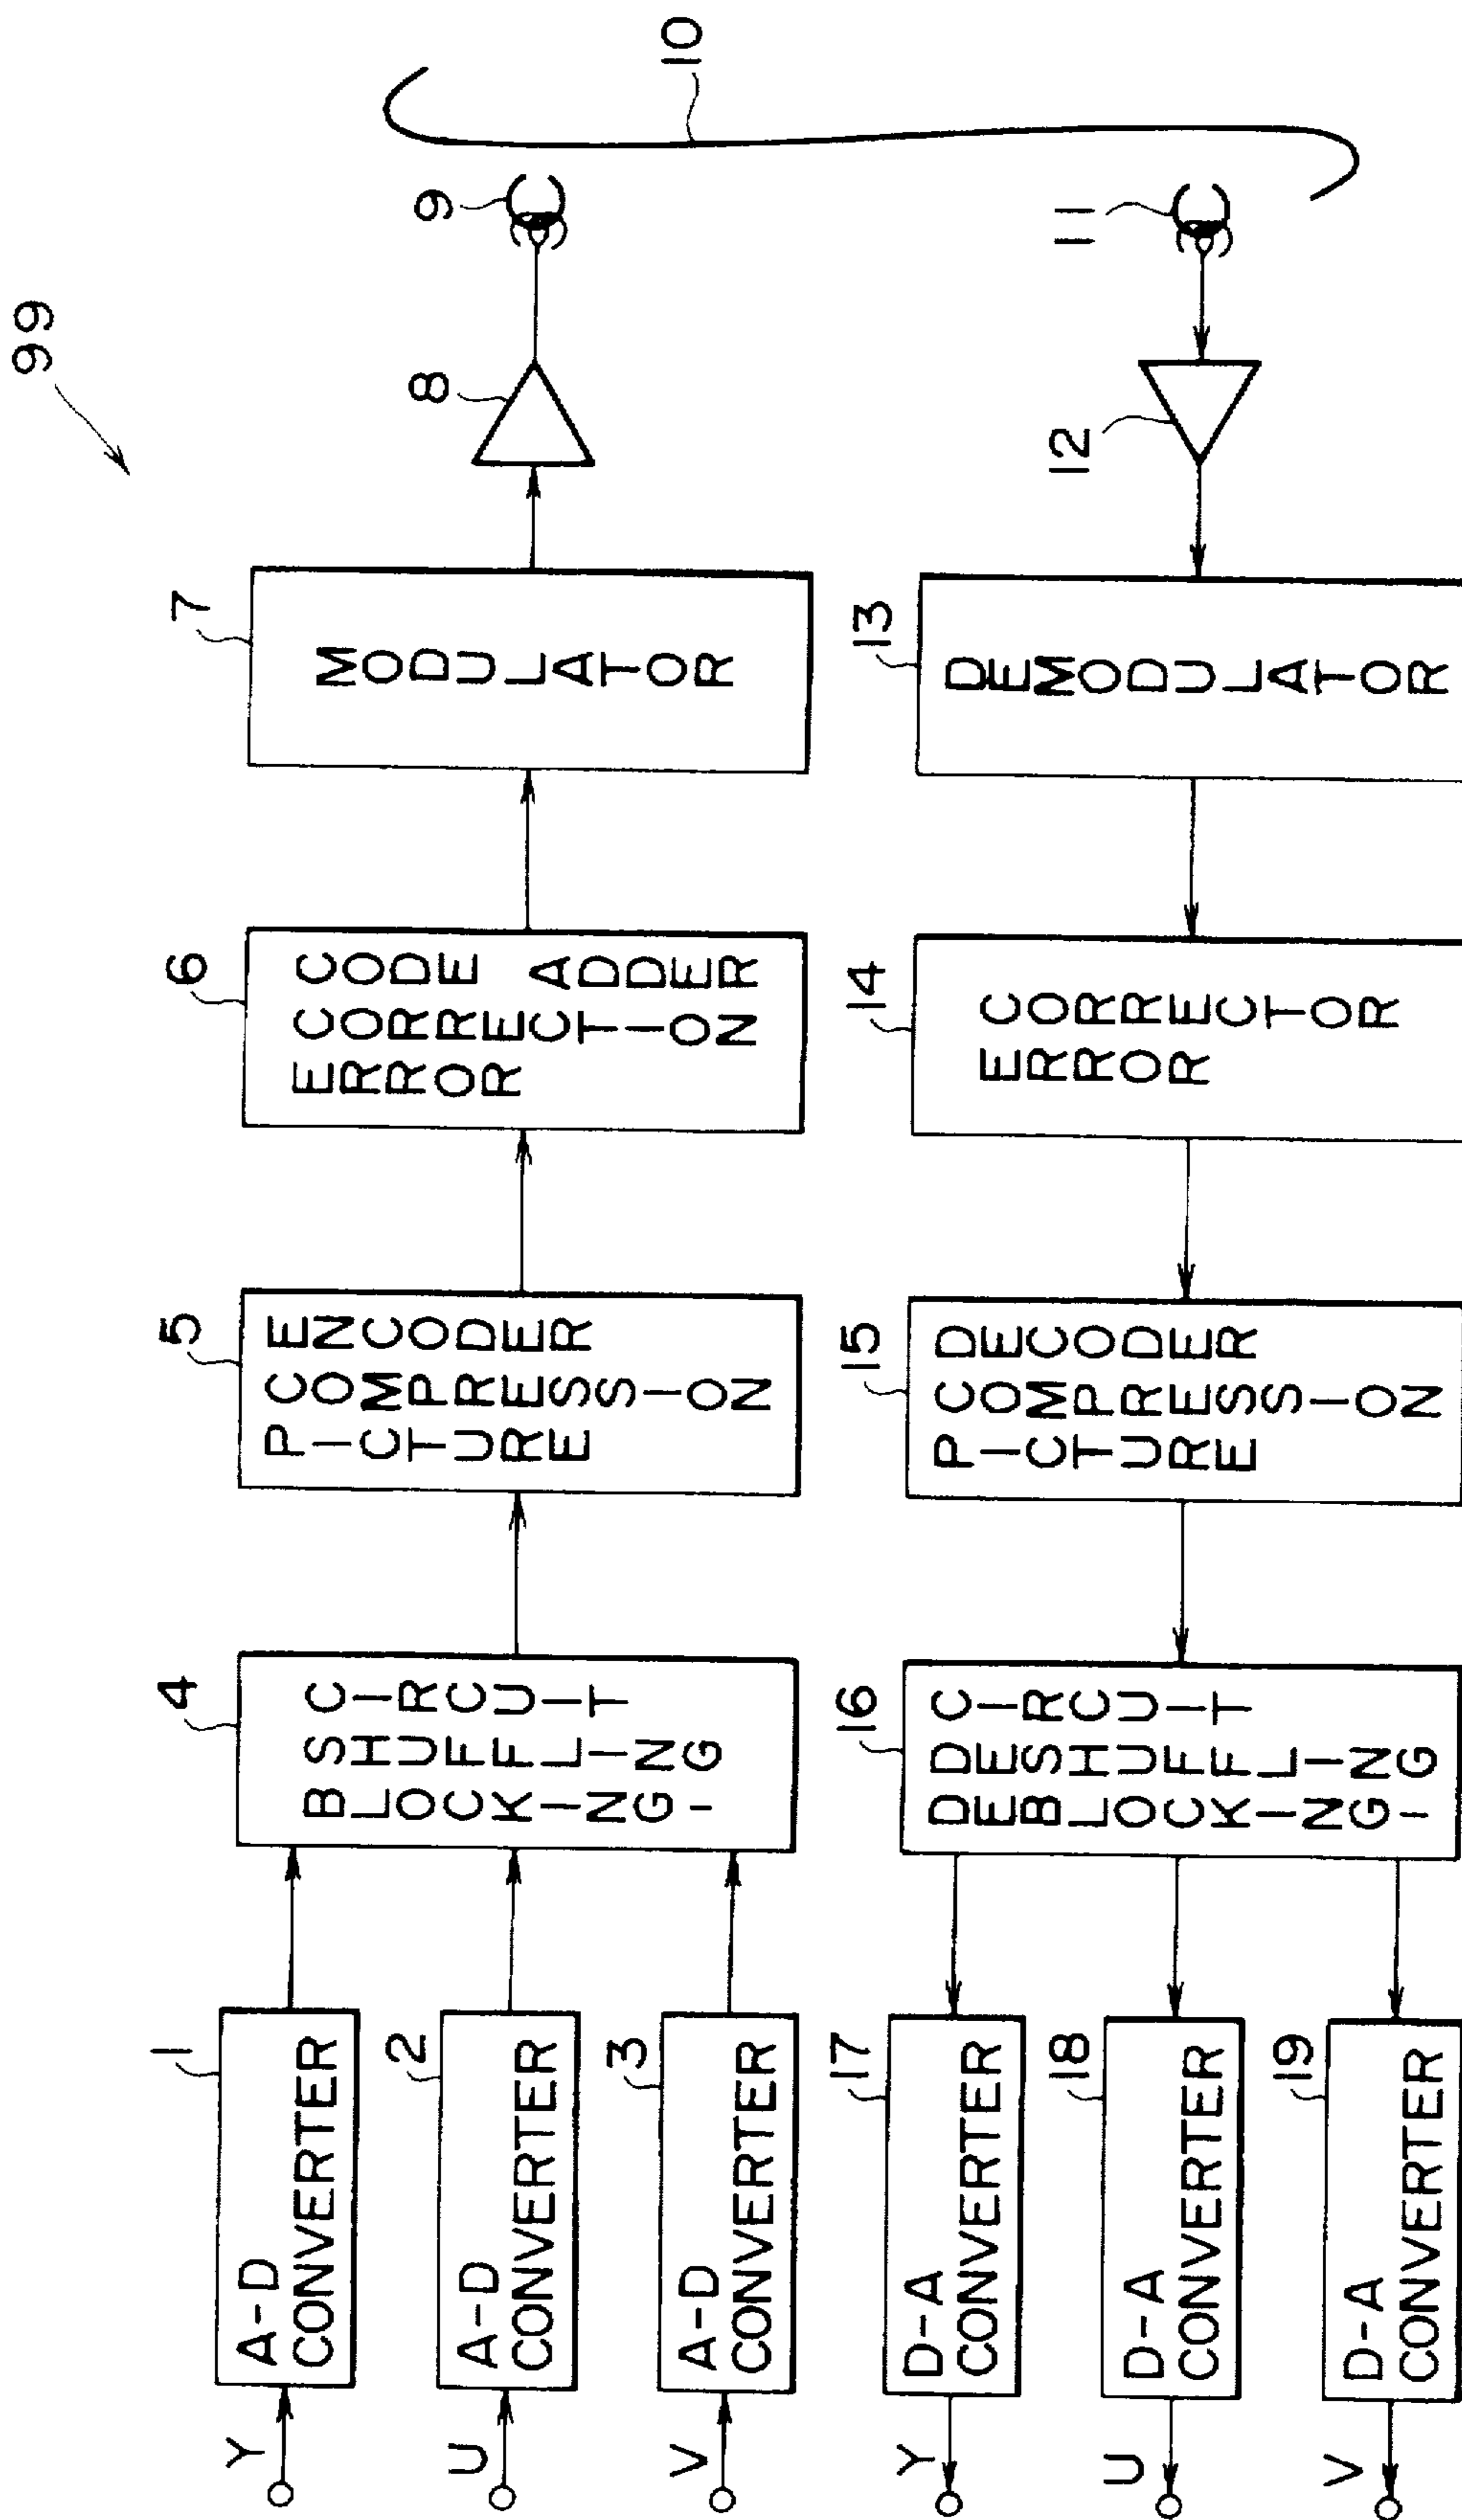 99
Y
A-D
CONVERTER
1
U
A-D
CONVERTER
2
V
A-D
CONVERTER
3
4
BLOCKING-
SHUFFLING
CIRCUIT
5
PICTURE
COMPRESSION
ENCODER
6
ERROR
CORRECTION
CODE ADDER
7
MODULATOR
8
9
10
11
12
13
DEMODULATOR
14
ERROR
CORRECTOR
15
PICTURE
COMPRESSION
DECODER
16
DEBLOCKING-
DESHUFFLING
CIRCUIT
17
Y
D-A
CONVERTER
18
U
D-A
CONVERTER
19
V
D-A
CONVERTER